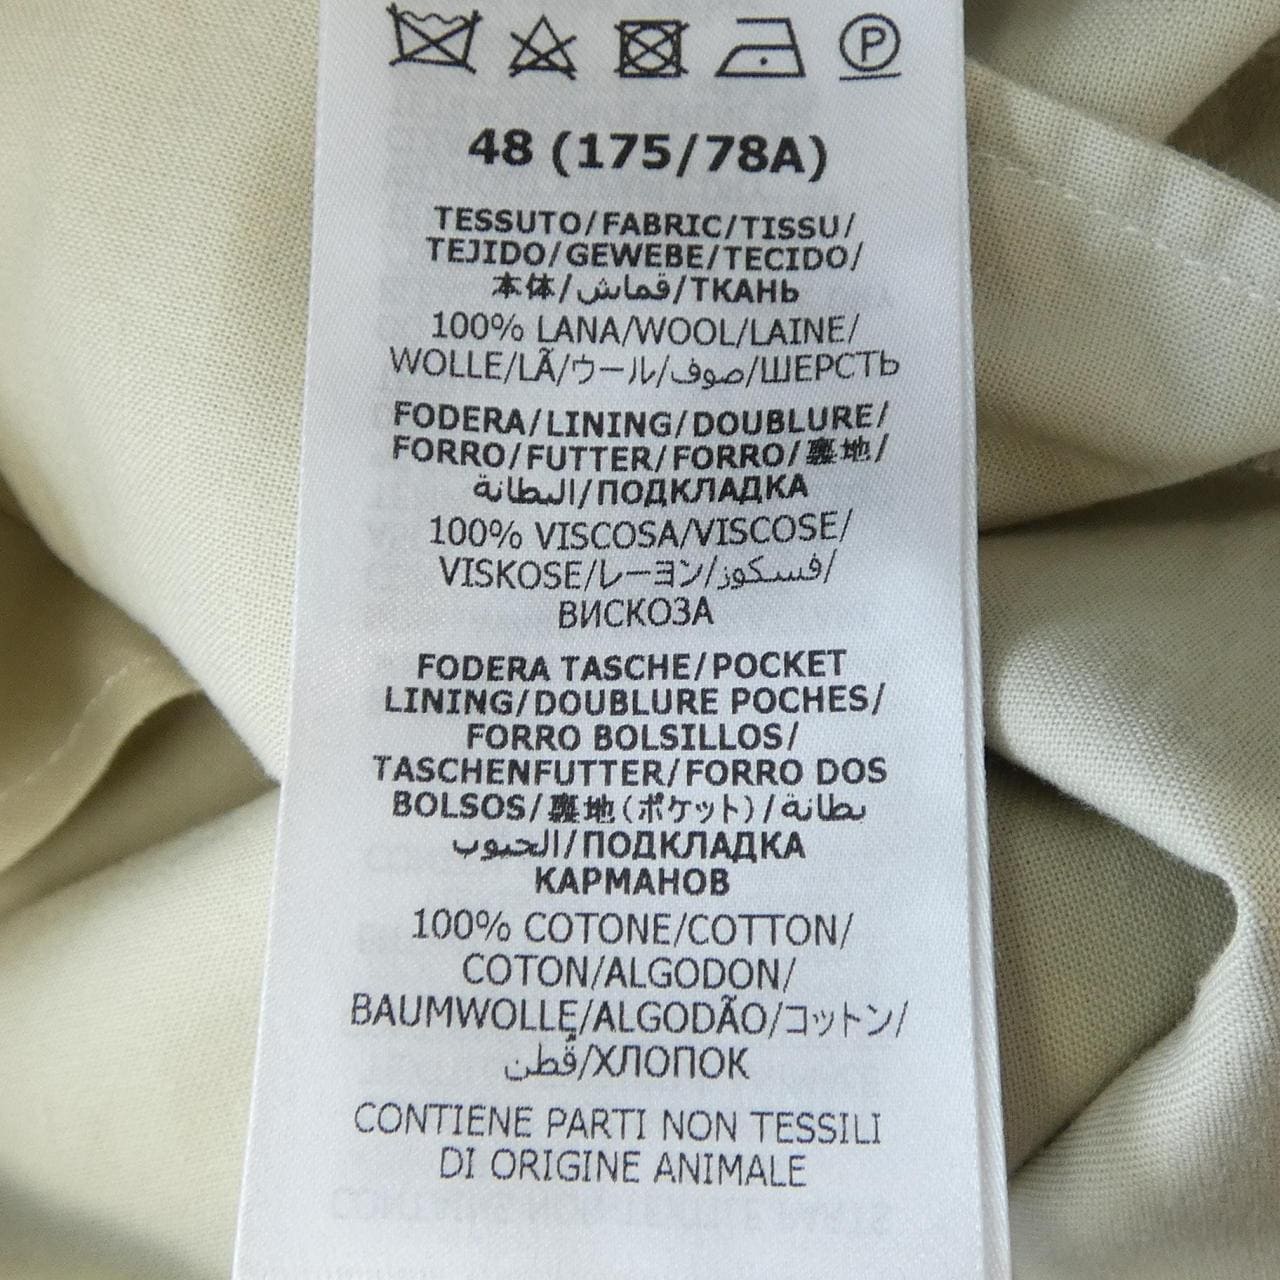 P
48 (175/78A)
TESSUTO/FABRIC/TISSU/
TEJIDO/GEWEBE/TECIDO/
本体/قماش/ТКАНЬ
100% LANA/WOOL/LAINE/
WOLLE/LÃ/ウール/صوف/ШЕРСТЬ
FODERA/LINING/DOUBLURE/
FORRO/FUTTER/FORRO/裏地/
البطانة/ПОДКЛАДКА
100% VISCOSA/VISCOSE/
VISKOSE/レーヨン/فسكوز/
ВИСКОЗА
FODERA TASCHE/POCKET
LINING/DOUBLURE POCHES/
FORRO BOLSILLOS/
TASCHENFUTTER/FORRO DOS
BOLSOS/裏地(ポケット)/بطانة
الجيوب/ПОДКЛАДКА
КАРМАНОВ
100% COTONE/COTTON/
COTON/ALGODON/
BAUMWOLLE/ALGODÃO/コットン/
قطن/ХЛОПОК
CONTIENE PARTI NON TESSILI
DI ORIGINE ANIMALE